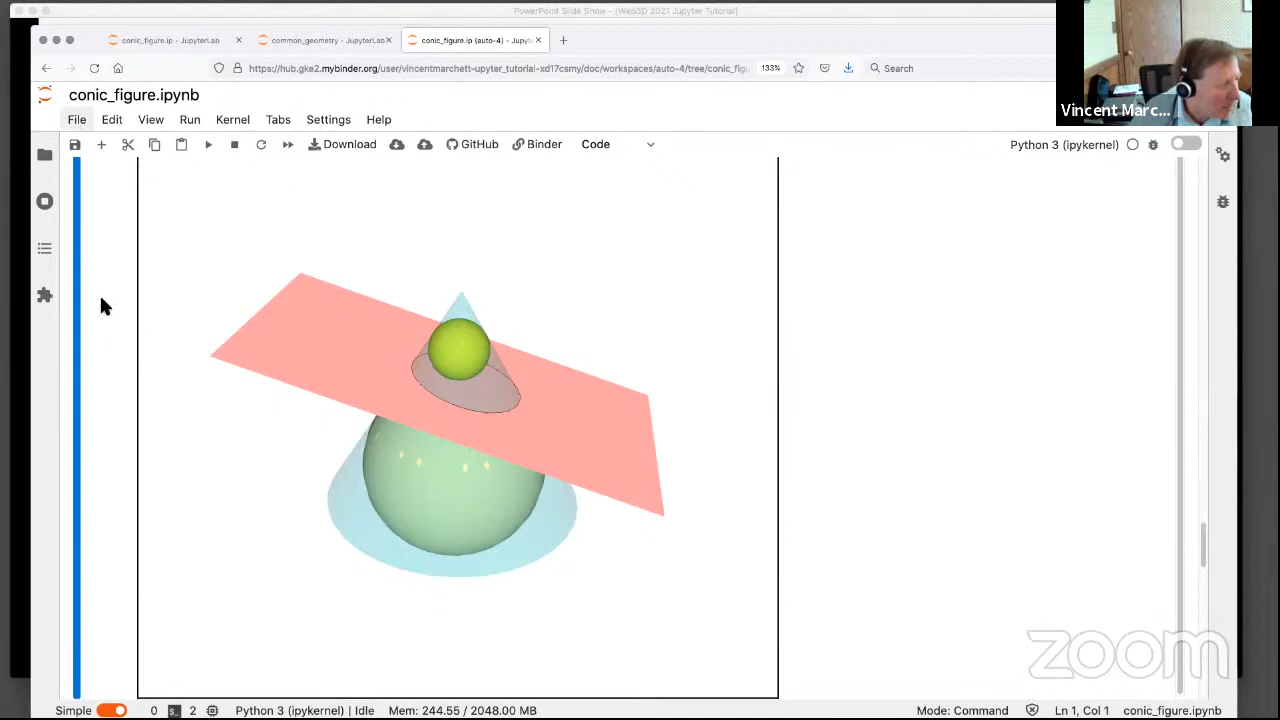 PowerPoint Slide Show - [Web3D 2021 Jupyter Tutorial]
conic_figure.ip - JupyterLab
common_geometry - JupyterLab
conic_figure.ip (auto-4) - Jupyt
https://hub.gke2.mybinder.org/user/vincentmarchett-upyter_tutorial-xd17csmy/doc/workspaces/auto-4/tree/conic_fig
133%
Search
Vincent Marc...
conic_figure.ipynb
File Edit View Run Kernel Tabs Settings Help
Download GitHub Binder Code
Python 3 (ipykernel)
zoom
Simple 0 2 Python 3 (ipykernel) | Idle Mem: 244.55 / 2048.00 MB
Mode: Command Ln 1, Col 1 conic_figure.ipynb